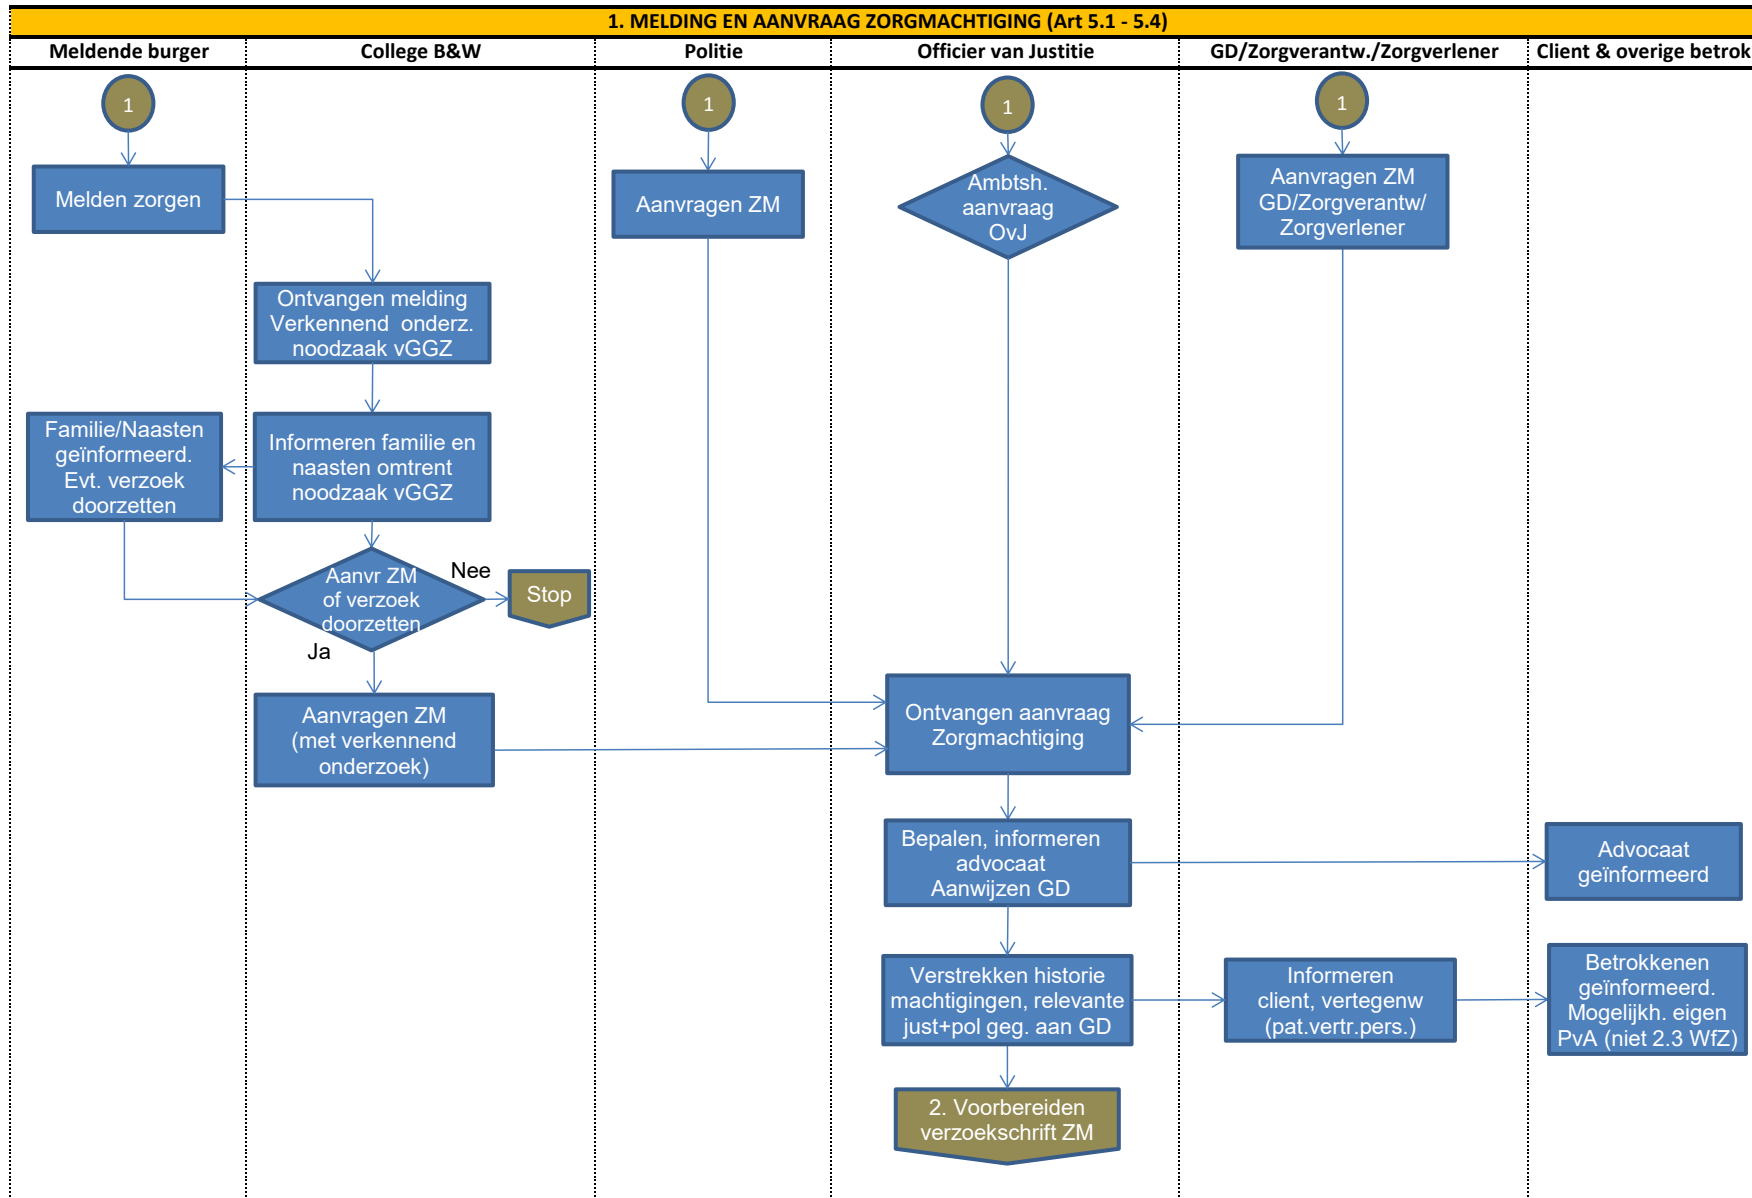 1. MELDING EN AANVRAAG ZORGMACHTIGING (Art 5.1 - 5.4)
Meldende burger
College B&W
Politie
Officier van Justitie
GD/Zorgverantw./Zorgverlener
Client & overige betrok
1
1
1
1
Melden zorgen
Aanvragen ZM
Ambtsh.
aanvraag
OvJ
Aanvragen ZM
GD/Zorgverantw/
Zorgverlener
Ontvangen melding
Verkennend onderz.
noodzaak vGGZ
Familie/Naasten
geïnformeerd.
Evt. verzoek
doorzetten
Informeren familie en
naasten omtrent
noodzaak vGGZ
Aanvr ZM
of verzoek
doorzetten
Nee
Stop
Ja
Aanvragen ZM
(met verkennend
onderzoek)
Ontvangen aanvraag
Zorgmachtiging
Bepalen, informeren
advocaat
Aanwijzen GD
Advocaat
geïnformeerd
Verstrekken historie
machtigingen, relevante
just+pol geg. aan GD
Informeren
client, vertegenw
(pat.vertr.pers.)
Betrokkenen
geïnformeerd.
Mogelijkh. eigen
PvA (niet 2.3 WfZ)
2. Voorbereiden
verzoekschrift ZM